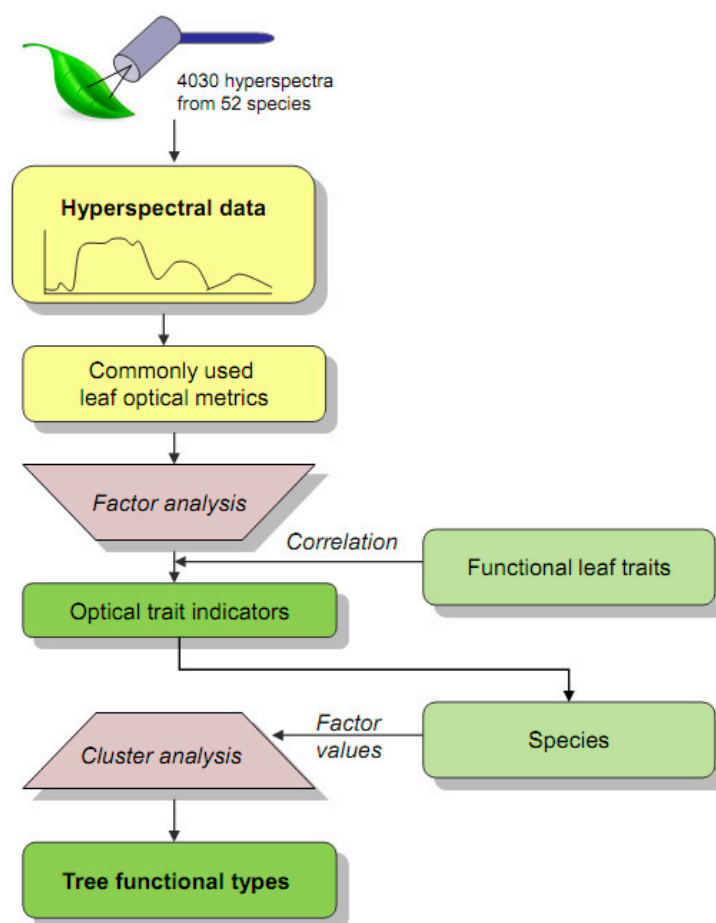 4030 hyperspectra
from 52 species
Hyperspectral data
Commonly used
leaf optical metrics
Factor analysis
Correlation
Functional leaf traits
Optical trait indicators
Factor
values
Species
Cluster analysis
Tree functional types